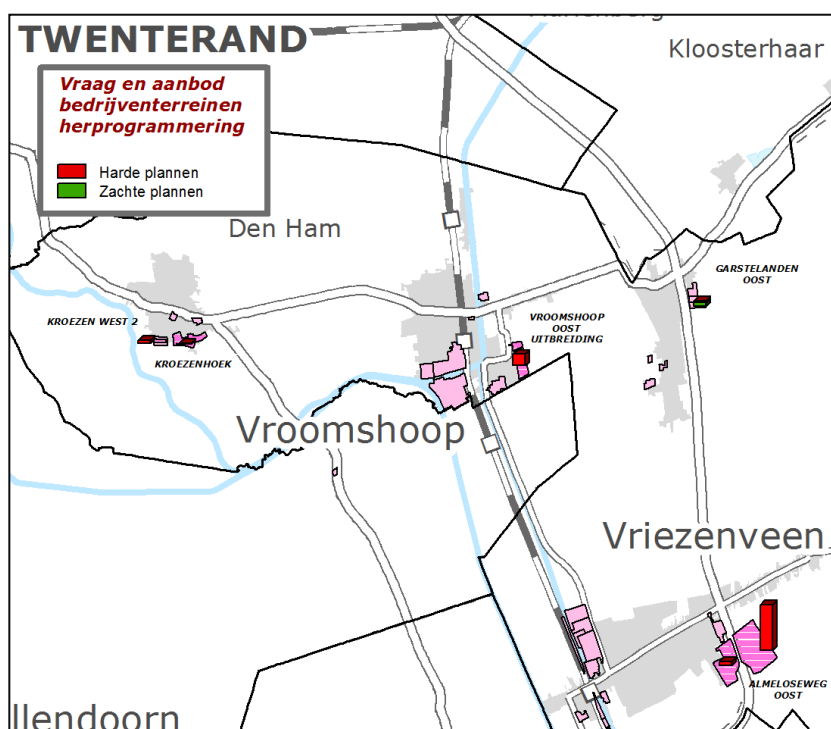 TWENTERAND
Kloosterhaar
Vraag en aanbod
bedrijventerreinen
herprogrammering
Harde plannen
Zachte plannen
Den Ham
GARSTELANDEN
OOST
KROEZEN WEST 2
VROOMSHOOP
OOST
UITBREIDING
KROEZENHOEK
Vroomshoop
Vriezenveen
ALMELOSEWEG
OOST
llendoorn